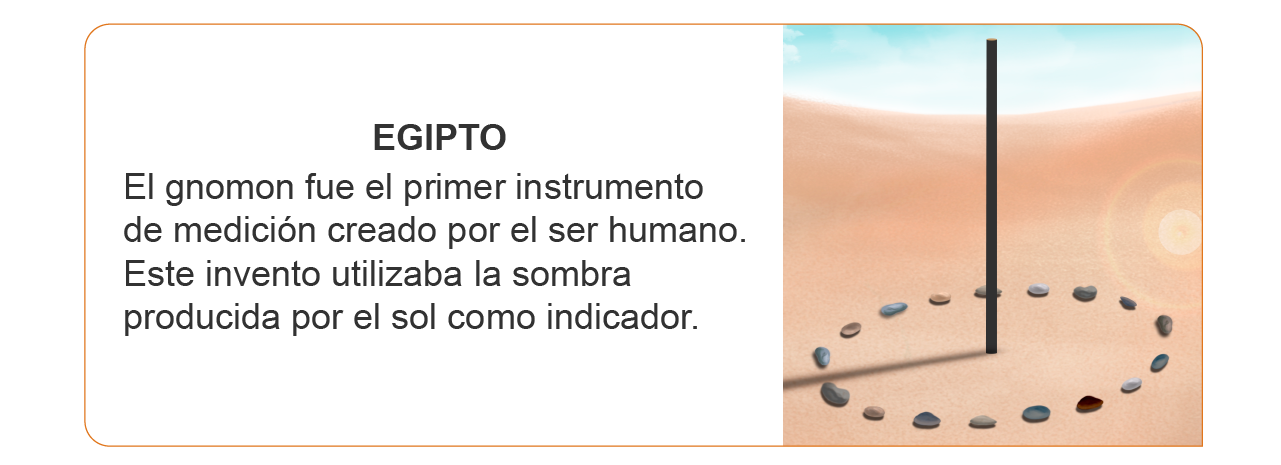 EGIPTO
El gnomon fue el primer instrumento
de medición creado por el ser humano.
Este invento utilizaba la sombra
producida por el sol como indicador.